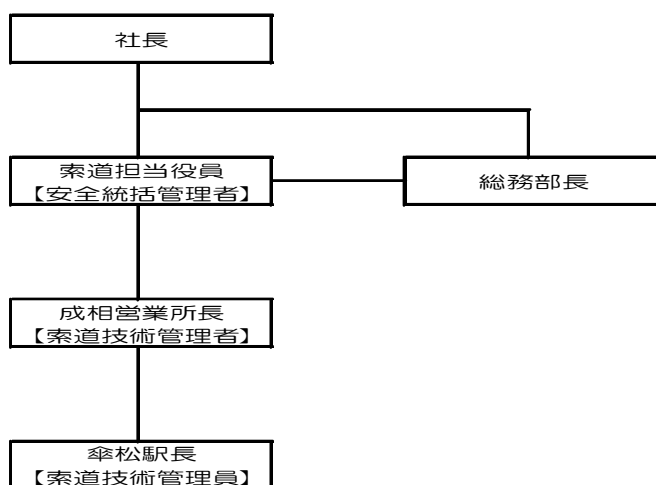 社長
索道担当役員
【安全統括管理者】
総務部長
成相営業所長
【索道技術管理者】
傘松駅長
【索道技術管理員】